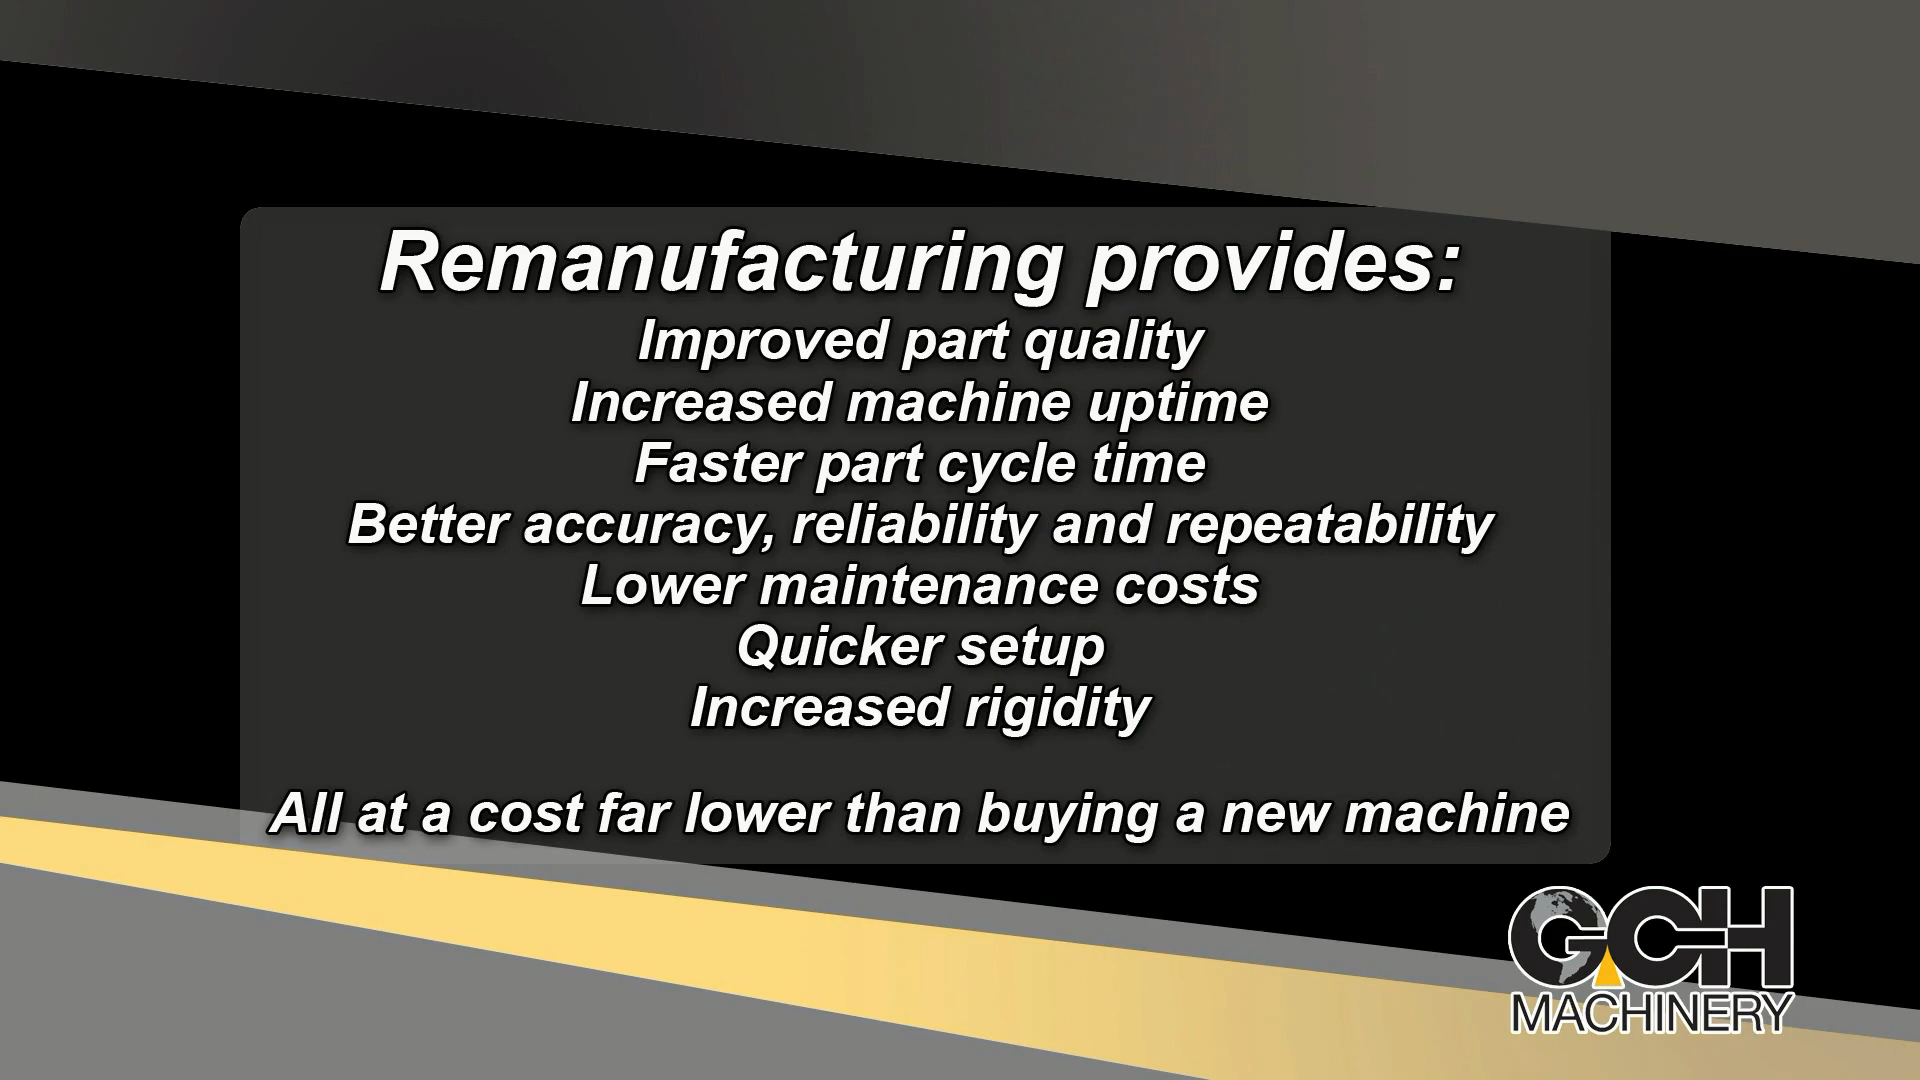 Remanufacturing provides:
Improved part quality
Increased machine uptime
Faster part cycle time
Better accuracy, reliability and repeatability
Lower maintenance costs
Quicker setup
Increased rigidity
All at a cost far lower than buying a new machine
GCH
MACHINERY